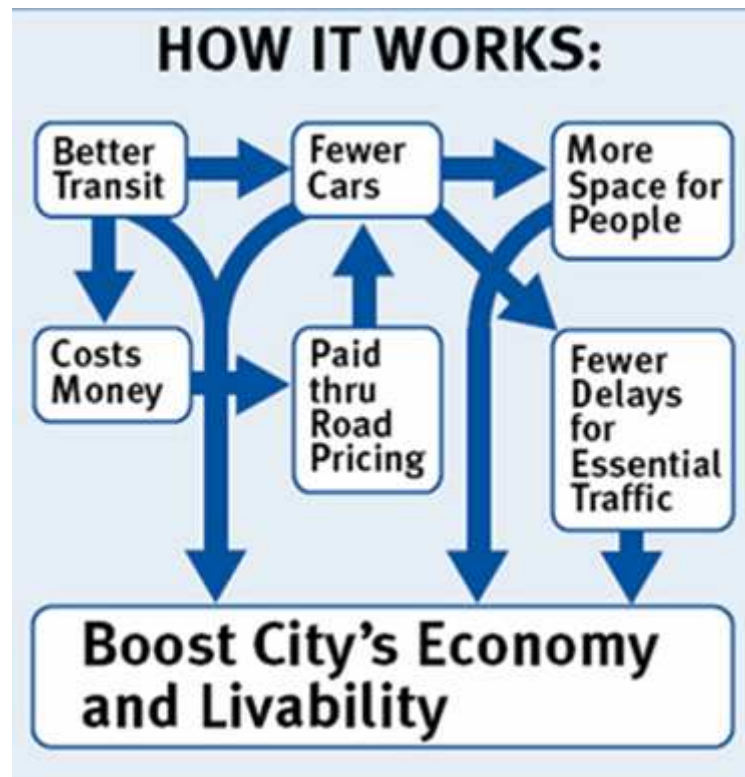 HOW IT WORKS:
Better
Transit
Fewer
Cars
More
Space for
People
Costs
Money
Paid
thru
Road
Pricing
Fewer
Delays
for
Essential
Traffic
Boost City's Economy
and Livability